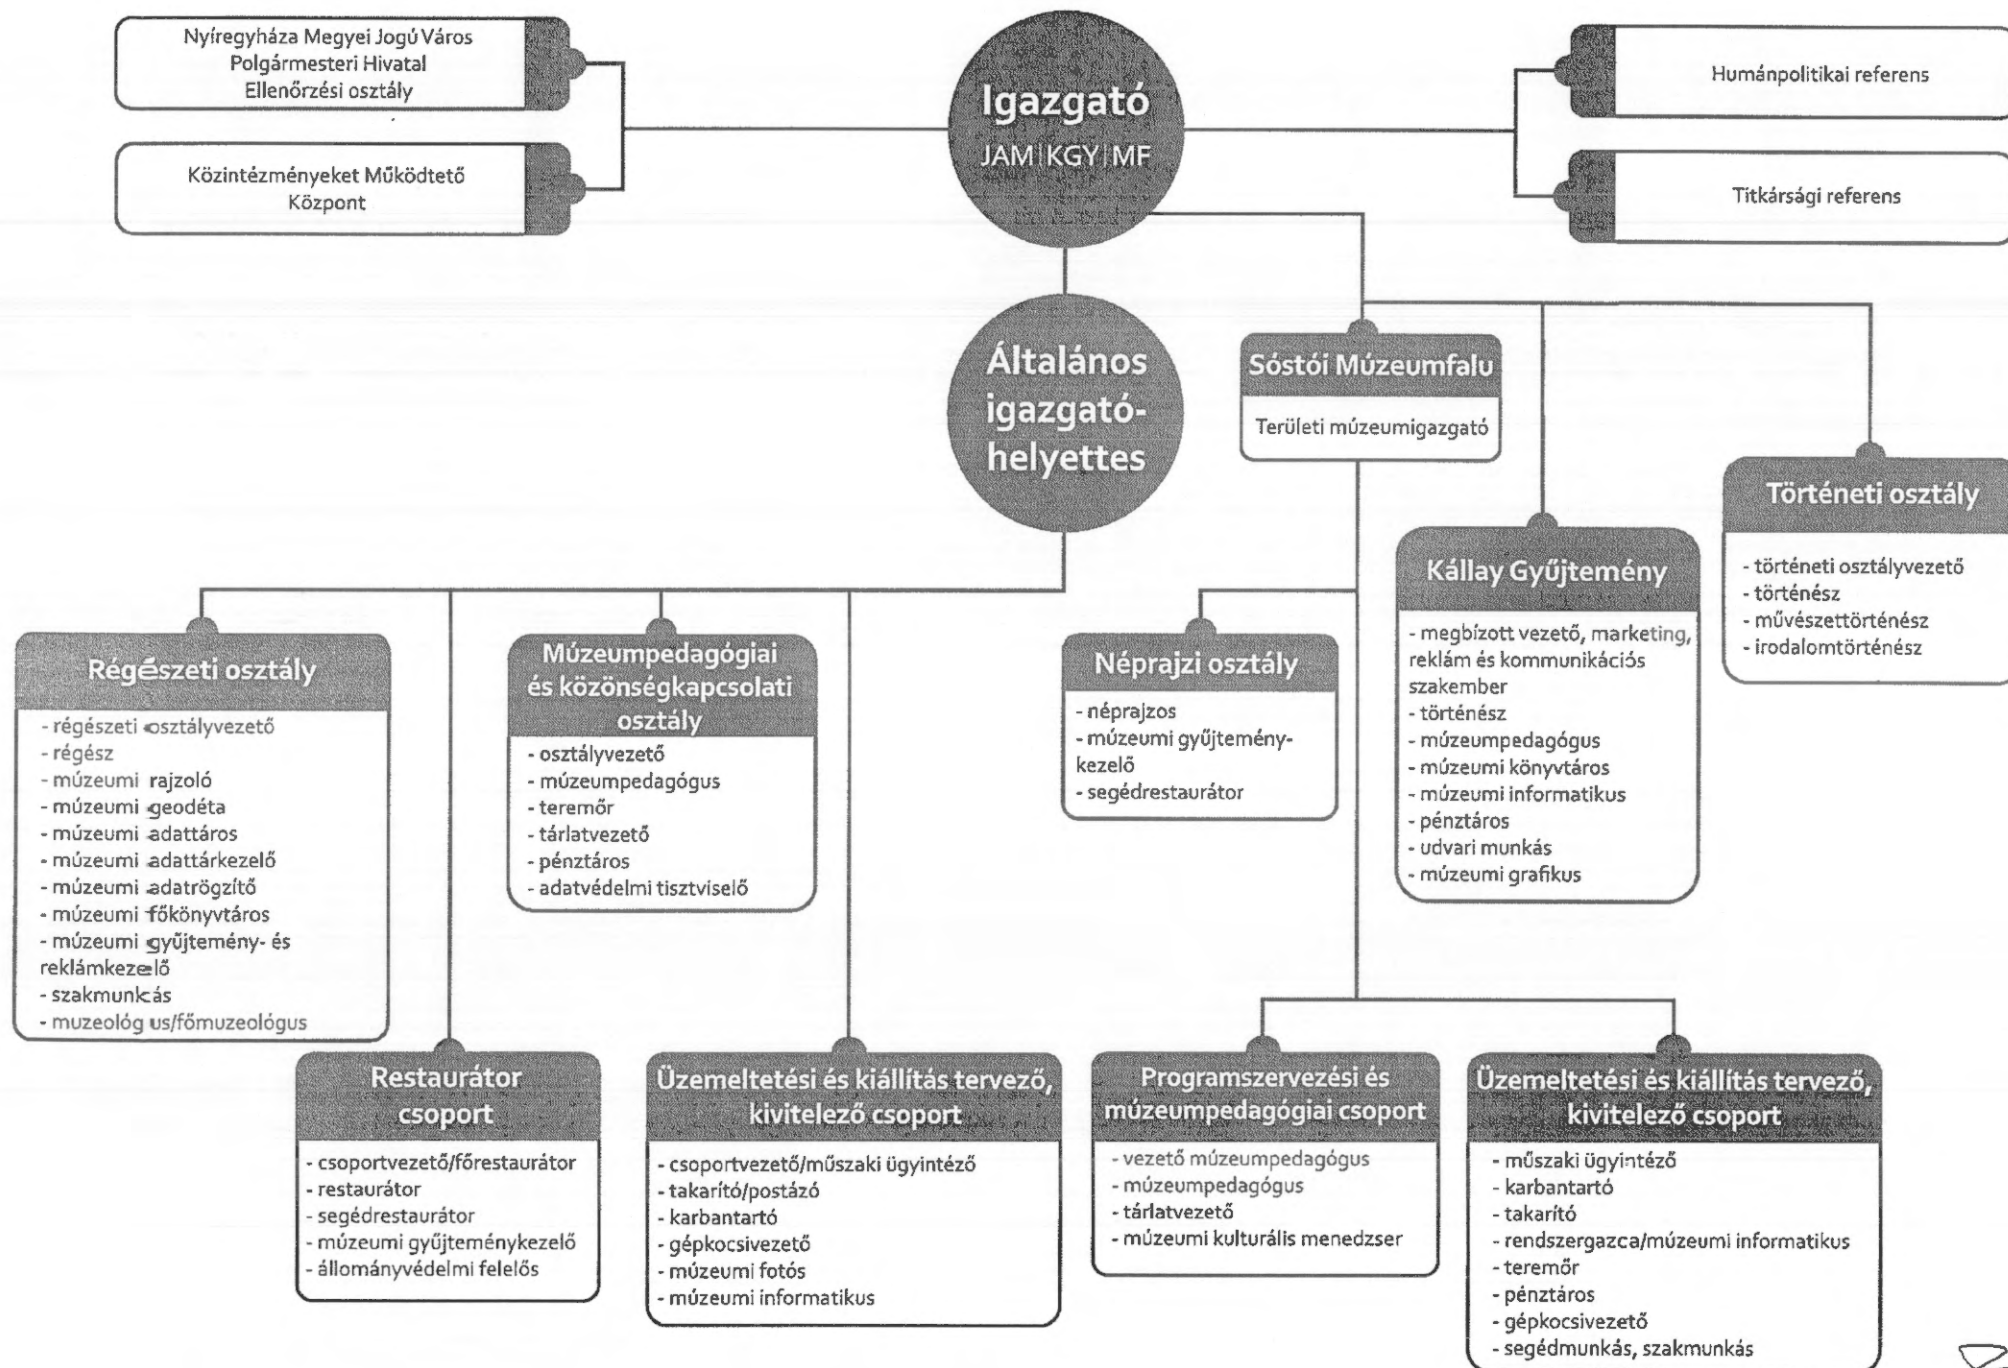 Nyíregyháza Megyei Jogú Város
Polgármesteri Hivatal
Ellenőrzési osztály
Közintézményeket Működtető
Központ
Igazgató
JAM|KGY|MF
Humánpolitikai referens
Titkársági referens
Általános
igazgató-
helyettes
Sóstói Múzeumfalu
Területi múzeumigazgató
Történeti osztály
- történeti osztályvezető
- történész
- művészettörténész
- irodalomtörténész
Kállay Gyűjtemény
- megbízott vezető, marketing,
reklám és kommunikációs
szakember
- történész
- múzeumpedagógus
- múzeumi könyvtáros
- múzeumi informatikus
- pénztáros
- udvari munkás
- múzeumi grafikus
Régészeti osztály
- régészeti osztályvezető
- régész
- múzeumi rajzoló
- múzeumi geodéta
- múzeumi adattáros
- múzeumi adattárkezelő
- múzeumi adatrögzítő
- múzeumi főkönyvtáros
- múzeumi gyűjtemény- és
reklámkezelő
- szakmunkás
- muzeológus/főmuzeológus
Múzeumpedagógiai
és közönségkapcsolati
osztály
- osztályvezető
- múzeumpedagógus
- teremőr
- tárlatvezető
- pénztáros
- adatvédelmi tisztviselő
Néprajzi osztály
- néprajzos
- múzeumi gyűjtemény-
kezelő
- segédrestaurátor
Restaurátor
csoport
- csoportvezető/főrestaurátor
- restaurátor
- segédrestaurátor
- múzeumi gyűjteménykezelő
- állományvédelmi felelős
Üzemeltetési és kiállítás tervező,
kivitelező csoport
- csoportvezető/műszaki ügyintéző
- takarító/postázó
- karbantartó
- gépkocsivezető
- múzeumi fotós
- múzeumi informatikus
Programszervezési és
múzeumpedagógiai csoport
- vezető múzeumpedagógus
- múzeumpedagógus
- tárlatvezető
- múzeumi kulturális menedzser
Üzemeltetési és kiállítás tervező,
kivitelező csoport
- műszaki ügyintéző
- karbantartó
- takarító
- rendszergazca/múzeumi informatikus
- teremőr
- pénztáros
- gépkocsivezető
- segédmunkás, szakmunkás